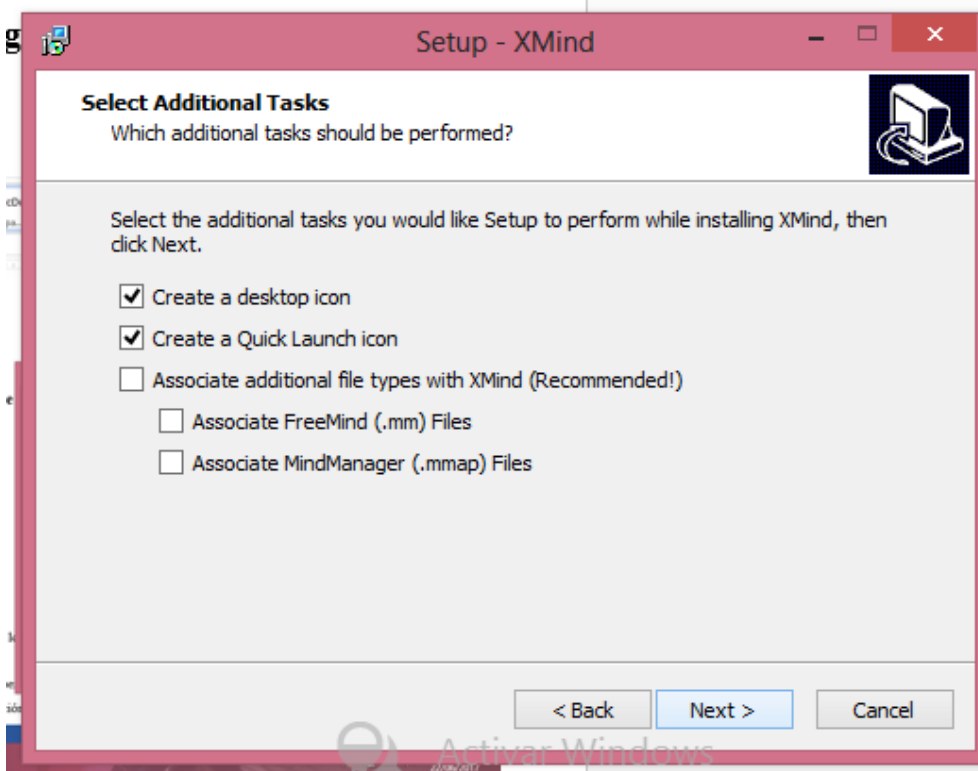 g
Setup - XMind
Select Additional Tasks
Which additional tasks should be performed?
Select the additional tasks you would like Setup to perform while installing XMind, then
click Next.
Create a desktop icon
Create a Quick Launch icon
Associate additional file types with XMind (Recommended!)
Associate FreeMind (.mm) Files
Associate MindManager (.mmap) Files
< Back
Next >
Cancel
Activar Windows